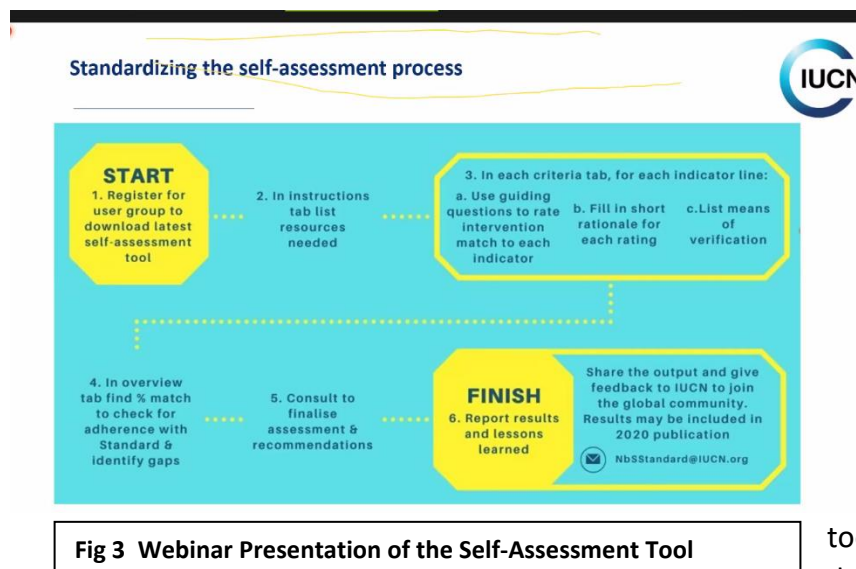 Standardizing the self-assessment process
IUCN
START
1. Register for
user group to
download latest
self-assessment
tool
2. In instructions
tab list
resources
needed
3. In each criteria tab, for each indicator line:
a. Use guiding
questions to rate
intervention
match to each
indicator
b. Fill in short
rationale for
each rating
c.List means
of
verification
4. In overview
tab find % match
to check for
adherence with
Standard &
identify gaps
5. Consult to
finalise
assessment &
recommendations
FINISH
6. Report results
and lessons
learned
Share the output and give
feedback to IUCN to join
the global community.
Results may be included in
2020 publication
NbSStandard@IUCN.org
Fig 3 Webinar Presentation of the Self-Assessment Tool